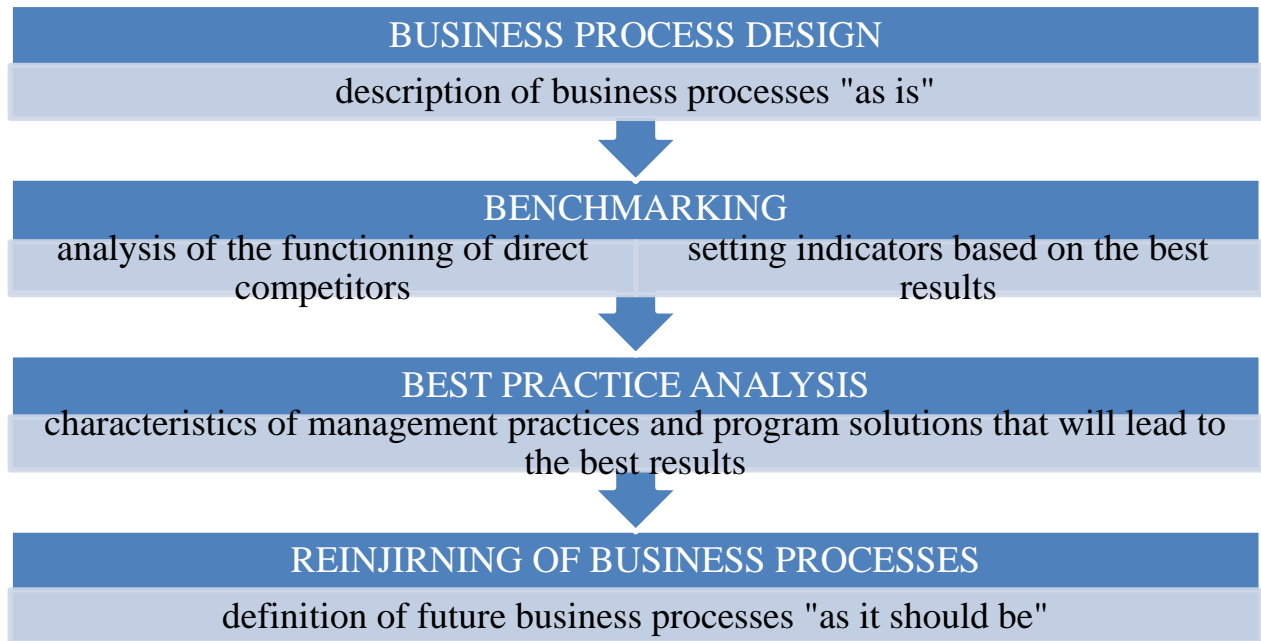 BUSINESS PROCESS DESIGN
description of business processes "as is"
BENCHMARKING
analysis of the functioning of direct
competitors
setting indicators based on the best
results
BEST PRACTICE ANALYSIS
characteristics of management practices and program solutions that will lead to
the best results
REINJIRNING OF BUSINESS PROCESSES
definition of future business processes "as it should be"